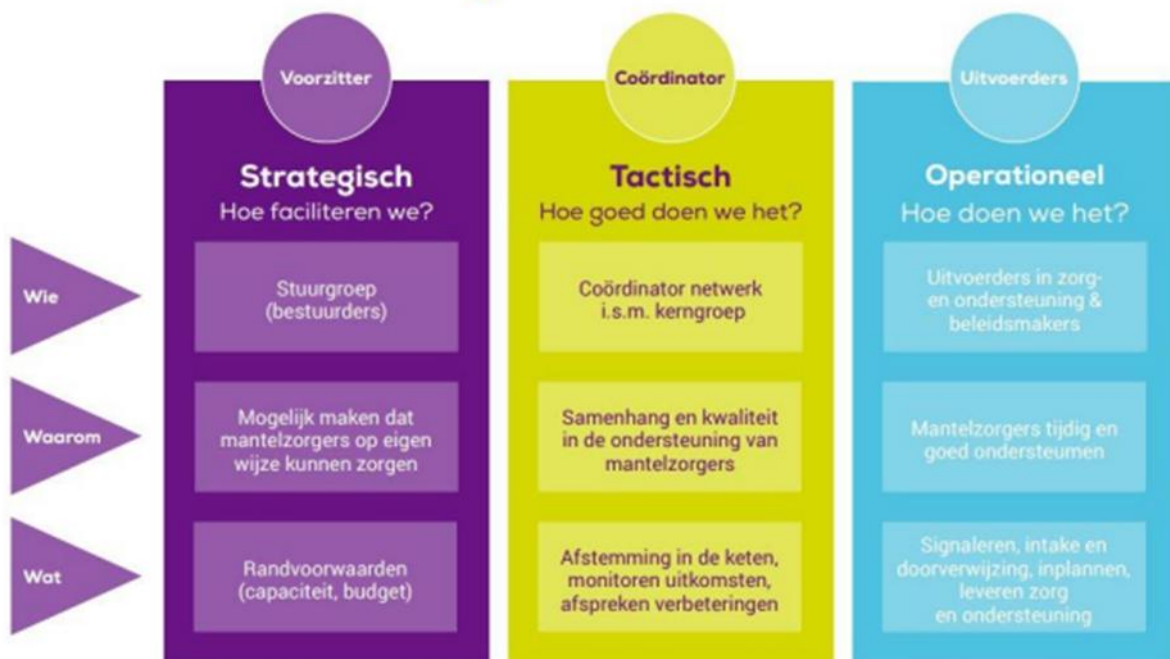 Voorzitter
Coördinator
Uitvoerders
Strategisch
Hoe faciliteren we?
Tactisch
Hoe goed doen we het?
Operationeel
Hoe doen we het?
Wie
Stuurgroep
(bestuurders)
Coördinator netwerk
i.s.m. kerngroep
Uitvoerders in zorg-
en ondersteuning &
beleidsmakers
Waarom
Mogelijk maken dat
mantelzorgers op eigen
wijze kunnen zorgen
Samenhang en kwaliteit
in de ondersteuning van
mantelzorgers
Mantelzorgers tijdig en
goed ondersteumen
Wat
Randvoorwaarden
(capaciteit, budget)
Afstemming in de keten,
monitoren uitkomsten,
afspreken verbeteringen
Signaleren, intake en
doorverwijzing, inplannen,
leveren zorg
en ondersteuning